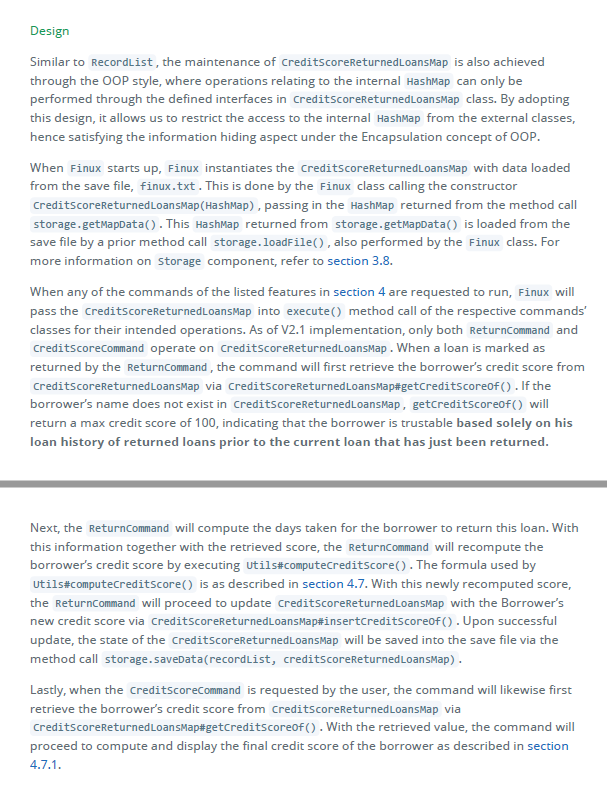 Design
Similar to RecordList, the maintenance of CreditScoreReturnedLoansMap is also achieved
through the OOP style, where operations relating to the internal HashMap can only be
performed through the defined interfaces in CreditScoreReturnedLoansMap class. By adopting
this design, it allows us to restrict the access to the internal HashMap from the external classes,
hence satisfying the information hiding aspect under the Encapsulation concept of OOP.
When Finux starts up, Finux instantiates the CreditScoreReturnedLoansMap with data loaded
from the save file, finux.txt. This is done by the Finux class calling the constructor
CreditScoreReturnedLoansMap(HashMap), passing in the HashMap returned from the method call
storage.getMapData(). This HashMap returned from storage.getMapData() is loaded from the
save file by a prior method call storage.loadFile(), also performed by the Finux class. For
more information on Storage component, refer to section 3.8.
When any of the commands of the listed features in section 4 are requested to run, Finux will
pass the CreditScoreReturnedLoansMap into execute() method call of the respective commands'
classes for their intended operations. As of V2.1 implementation, only both ReturnCommand and
CreditScoreCommand operate on CreditScoreReturnedLoansMap. When a loan is marked as
returned by the ReturnCommand, the command will first retrieve the borrower's credit score from
CreditScoreReturnedLoansMap via CreditScoreReturnedLoansMap#getCreditScoreOf(). If the
borrower's name does not exist in CreditScoreReturnedLoansMap, getCreditScoreOf() will
return a max credit score of 100, indicating that the borrower is trustable based solely on his
loan history of returned loans prior to the current loan that has just been returned.
Next, the ReturnCommand will compute the days taken for the borrower to return this loan. With
this information together with the retrieved score, the ReturnCommand will recompute the
borrower's credit score by executing Utils#computeCreditScore(). The formula used by
Utils#computeCreditScore() is as described in section 4.7. With this newly recomputed score,
the ReturnCommand will proceed to update CreditScoreReturnedLoansMap with the Borrower's
new credit score via CreditScoreReturnedLoansMap#insertCreditScoreOf(). Upon successful
update, the state of the CreditScoreReturnedLoansMap will be saved into the save file via the
method call storage.saveData(recordList, creditScoreReturnedLoansMap).
Lastly, when the CreditScoreCommand is requested by the user, the command will likewise first
retrieve the borrower's credit score from CreditScoreReturnedLoansMap via
CreditScoreReturnedLoansMap#getCreditScoreOf(). With the retrieved value, the command will
proceed to compute and display the final credit score of the borrower as described in section
4.7.1.